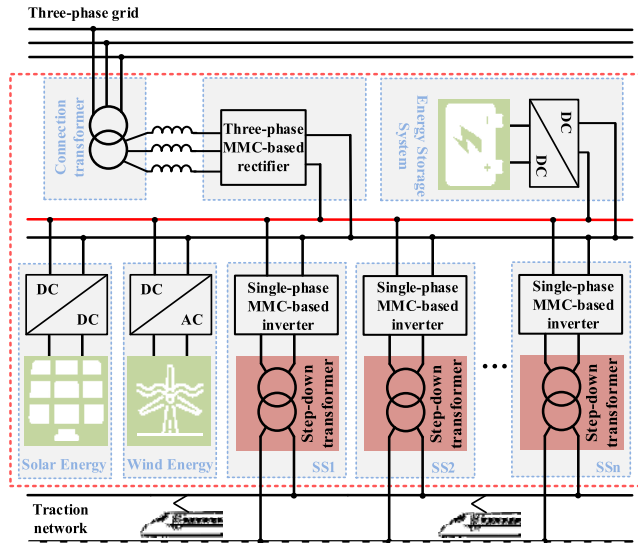 Three-phase grid
Connection
transformer
Three-phase
MMC-based
rectifier
Energy Storage
System
DC
DC
DC
DC
DC
AC
Single-phase
MMC-based
inverter
Single-phase
MMC-based
inverter
Single-phase
MMC-based
inverter
Step-down
transformer
Step-down
transformer
Step-down
transformer
...
Solar Energy
Wind Energy
SS1
SS2
SSn
Traction
network